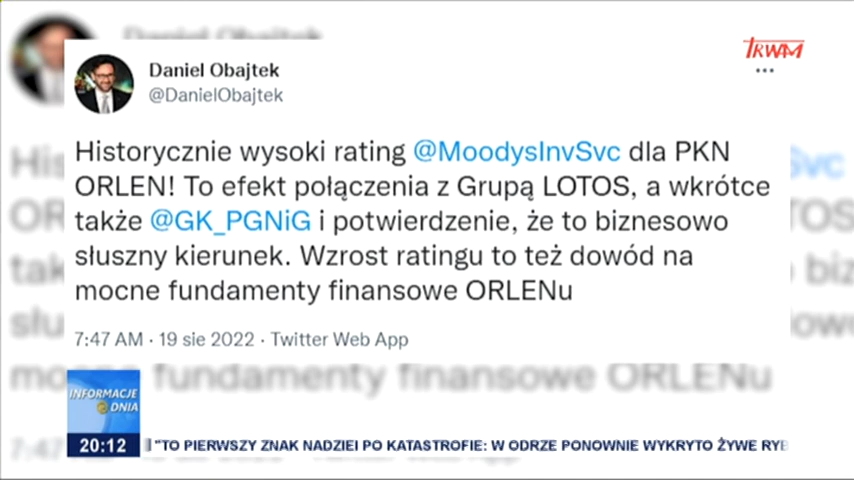 TRWAM
Daniel Obajtek
@DanielObajtek
Historycznie wysoki rating @MoodysInvSvc dla PKN
ORLEN! To efekt połączenia z Grupą LOTOS, a wkrótce
także @GK_PGNiG i potwierdzenie, że to biznesowo
słuszny kierunek. Wzrost ratingu to też dowód na
mocne fundamenty finansowe ORLENu
7:47 AM · 19 sie 2022 · Twitter Web App
INFORMACJE
DNIA
20:12
"TO PIERWSZY ZNAK NADZIEI PO KATASTROFIE: W ODRZE PONOWNIE WYKRYTO ŻYWE RYB